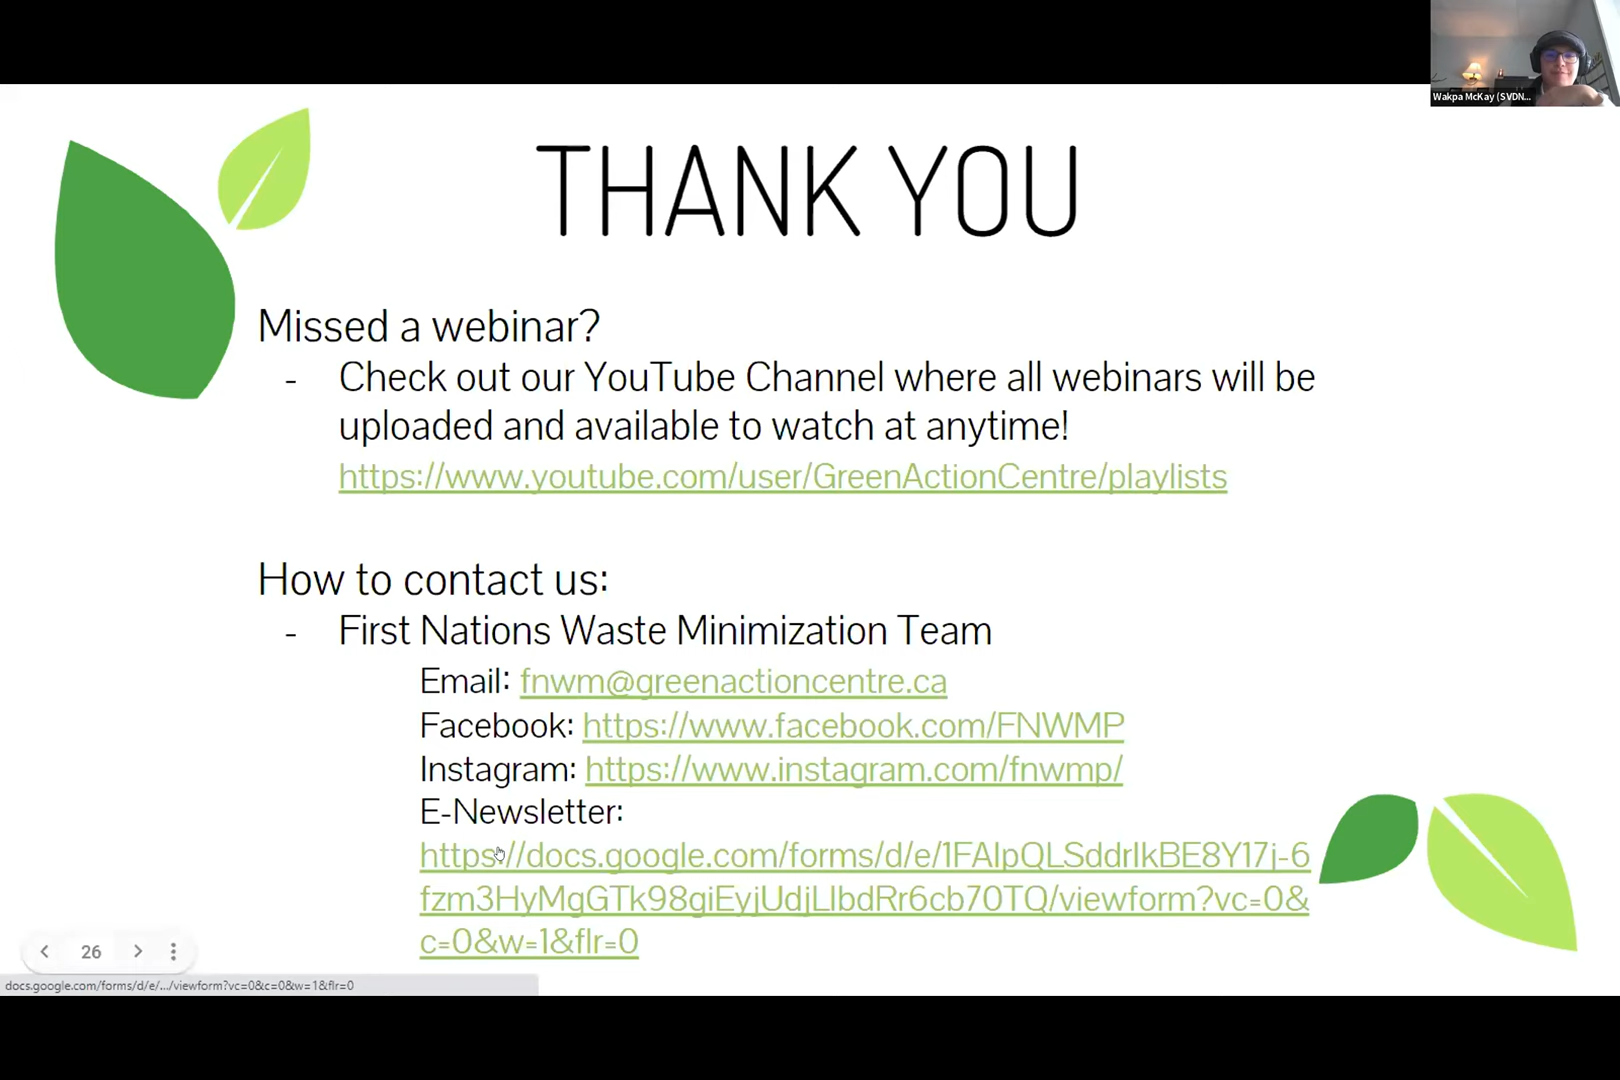 Wakpa McKay (SVDN...
THANK YOU
Missed a webinar?
- Check out our YouTube Channel where all webinars will be
uploaded and available to watch at anytime!
https://www.youtube.com/user/GreenActionCentre/playlists
How to contact us:
- First Nations Waste Minimization Team
Email: fnwm@greenactioncentre.ca
Facebook: https://www.facebook.com/FNWMP
Instagram: https://www.instagram.com/fnwmp/
E-Newsletter:
https://docs.google.com/forms/d/e/1FAIpQLSddrIkBE8Y17j-6
fzm3HyMgGTk98giEyjUdjLlbdRr6cb70TQ/viewform?vc=0&
c=0&w=1&flr=0
26
docs.google.com/forms/d/e/.../viewform?vc=0&c=0&w=1&flr=0